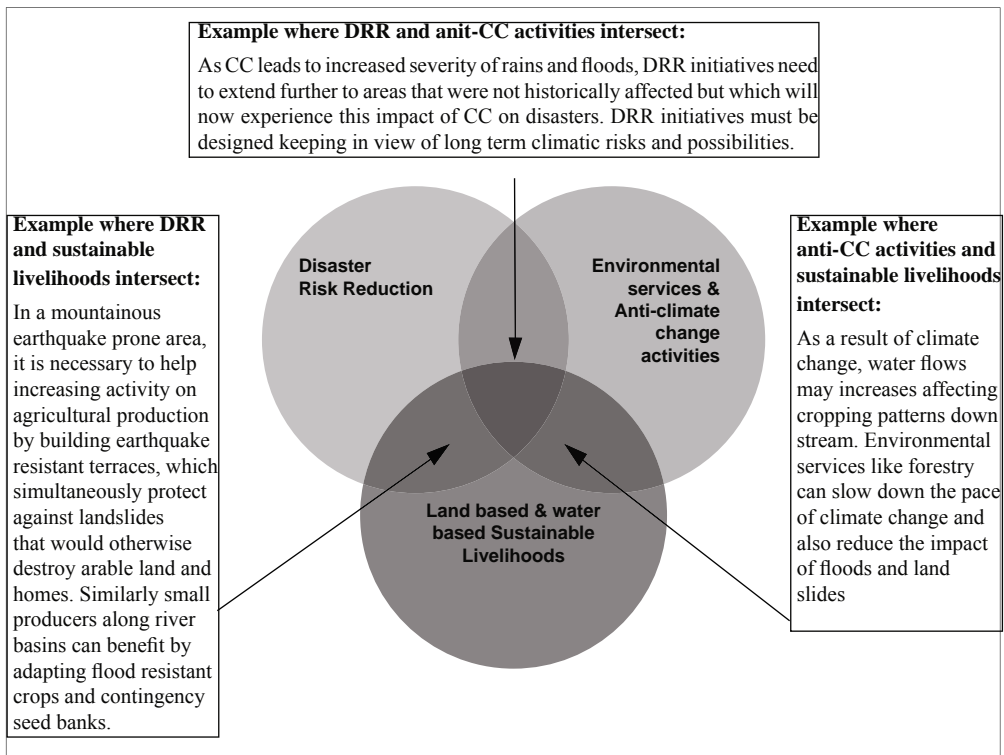 Example where DRR and anit-CC activities intersect:
As CC leads to increased severity of rains and floods, DRR initiatives need
to extend further to areas that were not historically affected but which will
now experience this impact of CC on disasters. DRR initiatives must be
designed keeping in view of long term climatic risks and possibilities.
Example where DRR
and sustainable
livelihoods intersect:
In a mountainous
earthquake prone area,
it is necessary to help
increasing activity on
agricultural production
by building earthquake
resistant terraces, which
simultaneously protect
against landslides
that would otherwise
destroy arable land and
homes. Similarly small
producers along river
basins can benefit by
adapting flood resistant
crops and contingency
seed banks.
Disaster
Risk Reduction
Environmental
services &
Anti-climate
change
activities
Land based & water
based Sustainable
Livelihoods
Example where
anti-CC activities and
sustainable livelihoods
intersect:
As a result of climate
change, water flows
may increases affecting
cropping patterns down
stream. Environmental
services like forestry
can slow down the pace
of climate change and
also reduce the impact
of floods and land
slides